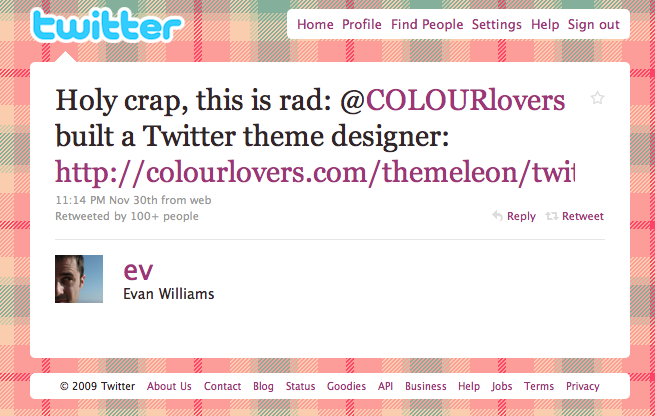 twitter
Home Profile Find People Settings Help Sign out
Holy crap, this is rad: @COLOURlovers
built a Twitter theme designer:
http://colourlovers.com/themeleon/twit
11:14 PM Nov 30th from web
Retweeted by 100+ people
Reply Retweet
ev
Evan Williams
© 2009 Twitter About Us Contact Blog Status Goodies API Business Help Jobs Terms Privacy